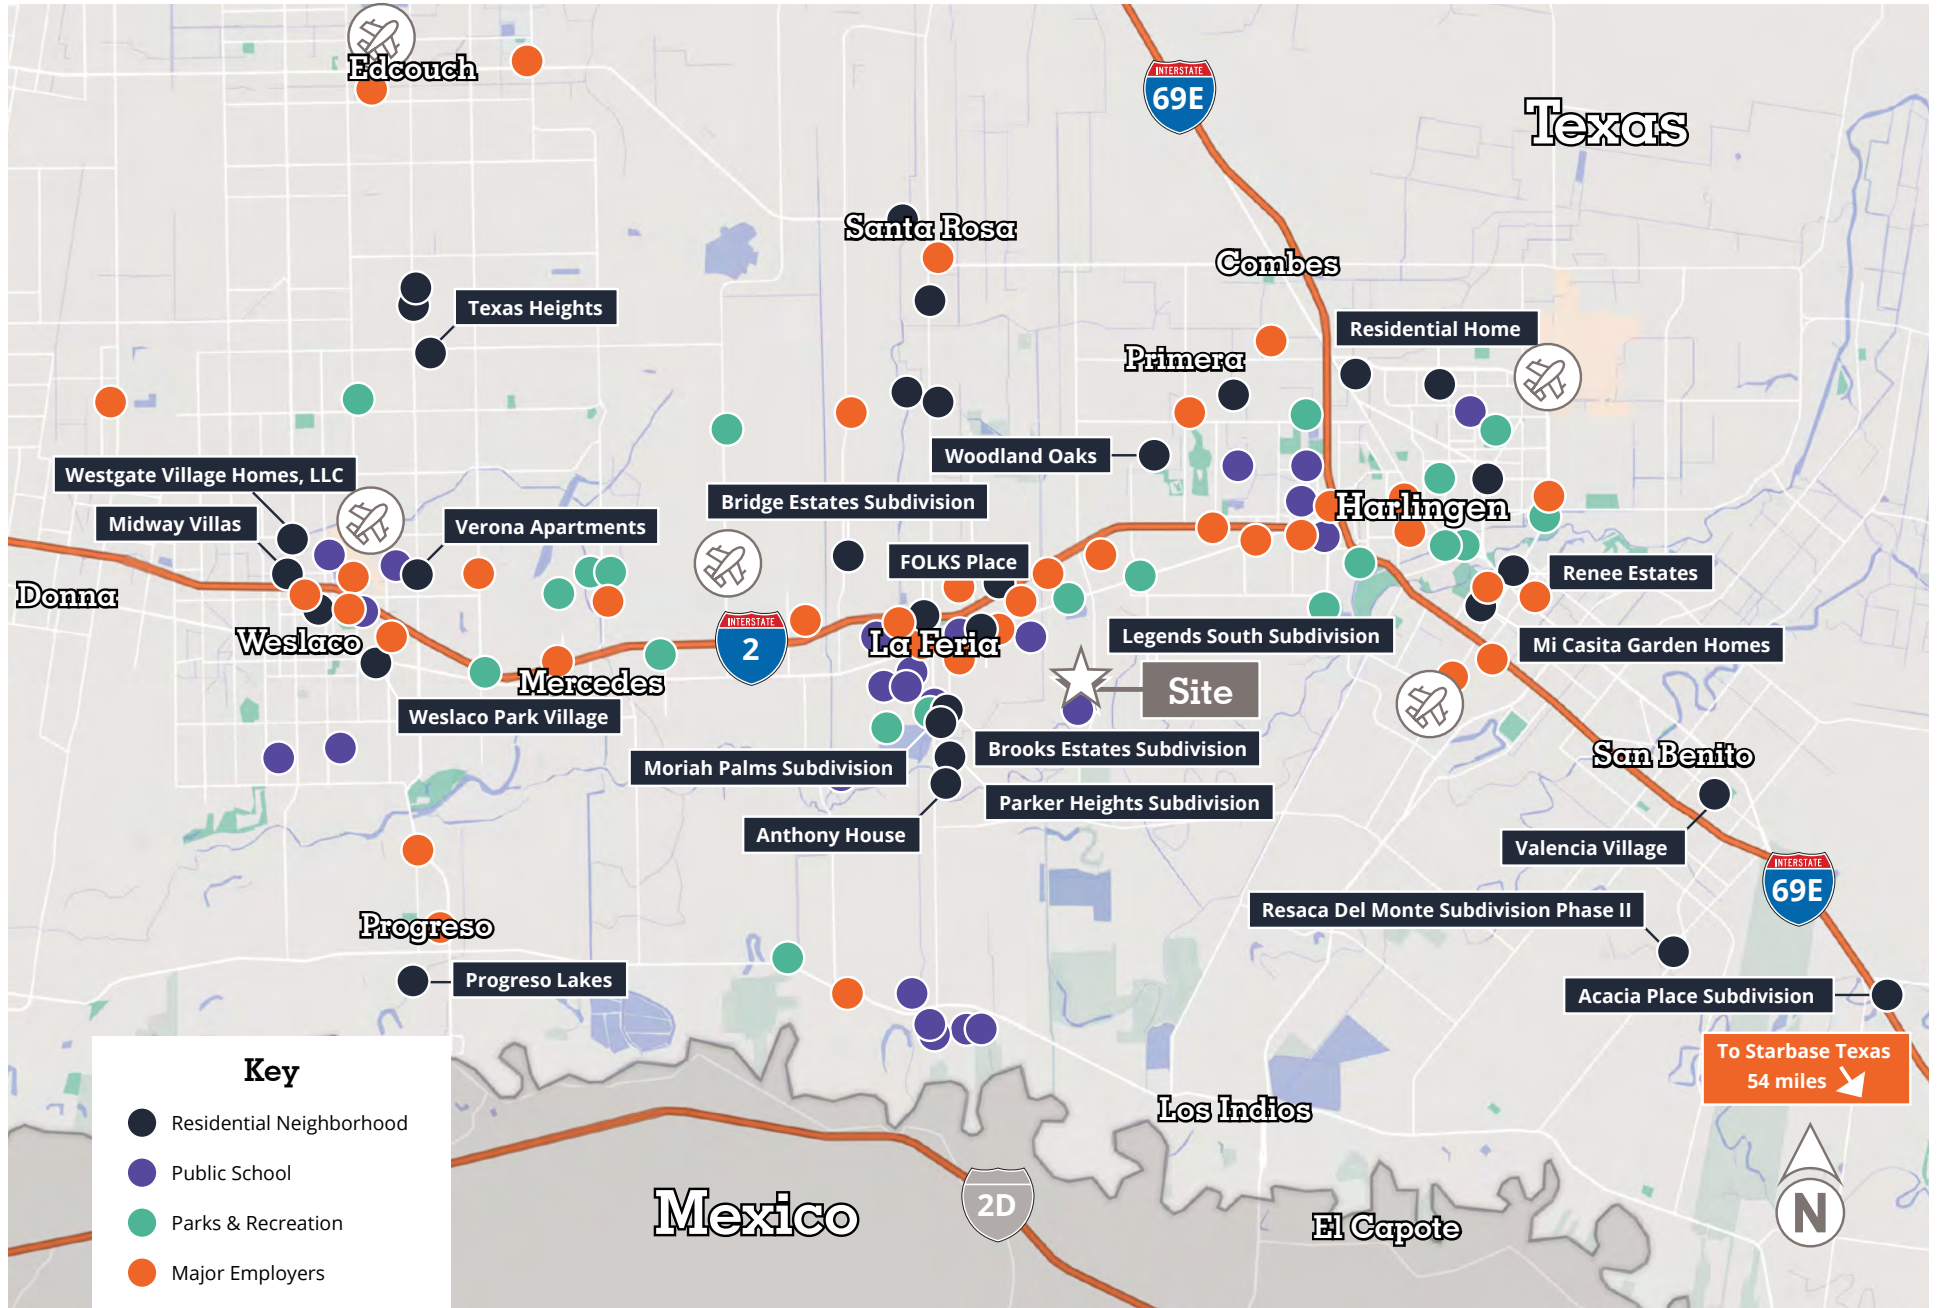 Edcouch
INTERSTATE
69E
Texas
Santa Rosa
Combes
Texas Heights
Residential Home
Primera
Woodland Oaks
Westgate Village Homes, LLC
Bridge Estates Subdivision
Harlingen
Midway Villas
Verona Apartments
FOLKS Place
Renee Estates
Donna
INTERSTATE
2
Weslaco
La Feria
Legends South Subdivision
Mi Casita Garden Homes
Mercedes
Site
Weslaco Park Village
Brooks Estates Subdivision
San Benito
Moriah Palms Subdivision
Parker Heights Subdivision
Anthony House
Valencia Village
INTERSTATE
69E
Resaca Del Monte Subdivision Phase II
Progreso
Progreso Lakes
Acacia Place Subdivision
To Starbase Texas
54 miles
Key
Residential Neighborhood
Public School
Parks & Recreation
Major Employers
Los Indios
Mexico
2D
El Capote
N